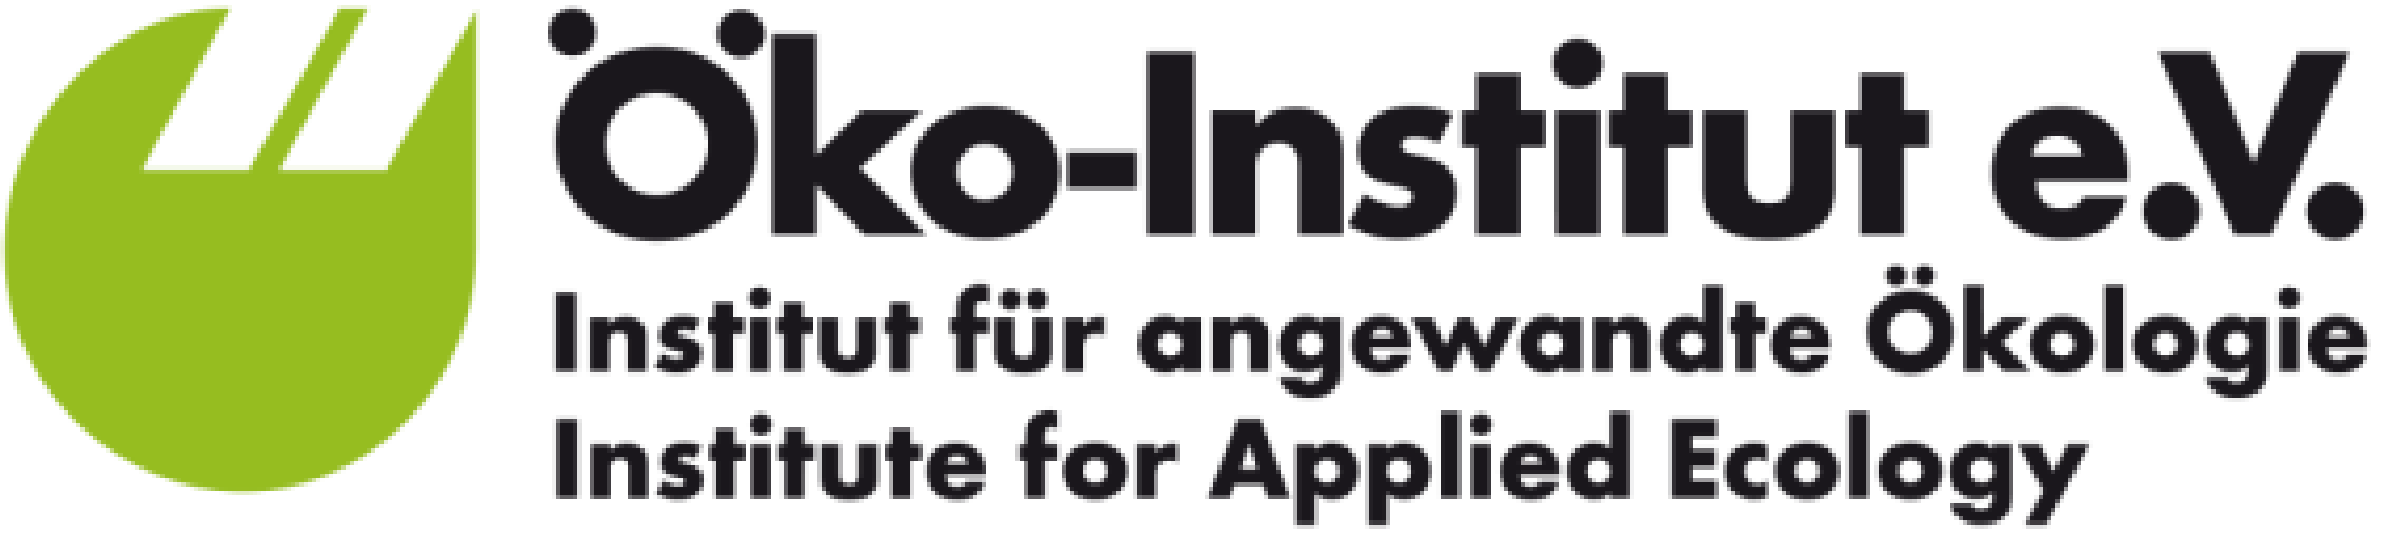 Öko-Institut e.V.
Institut für angewandte Ökologie
Institute for Applied Ecology